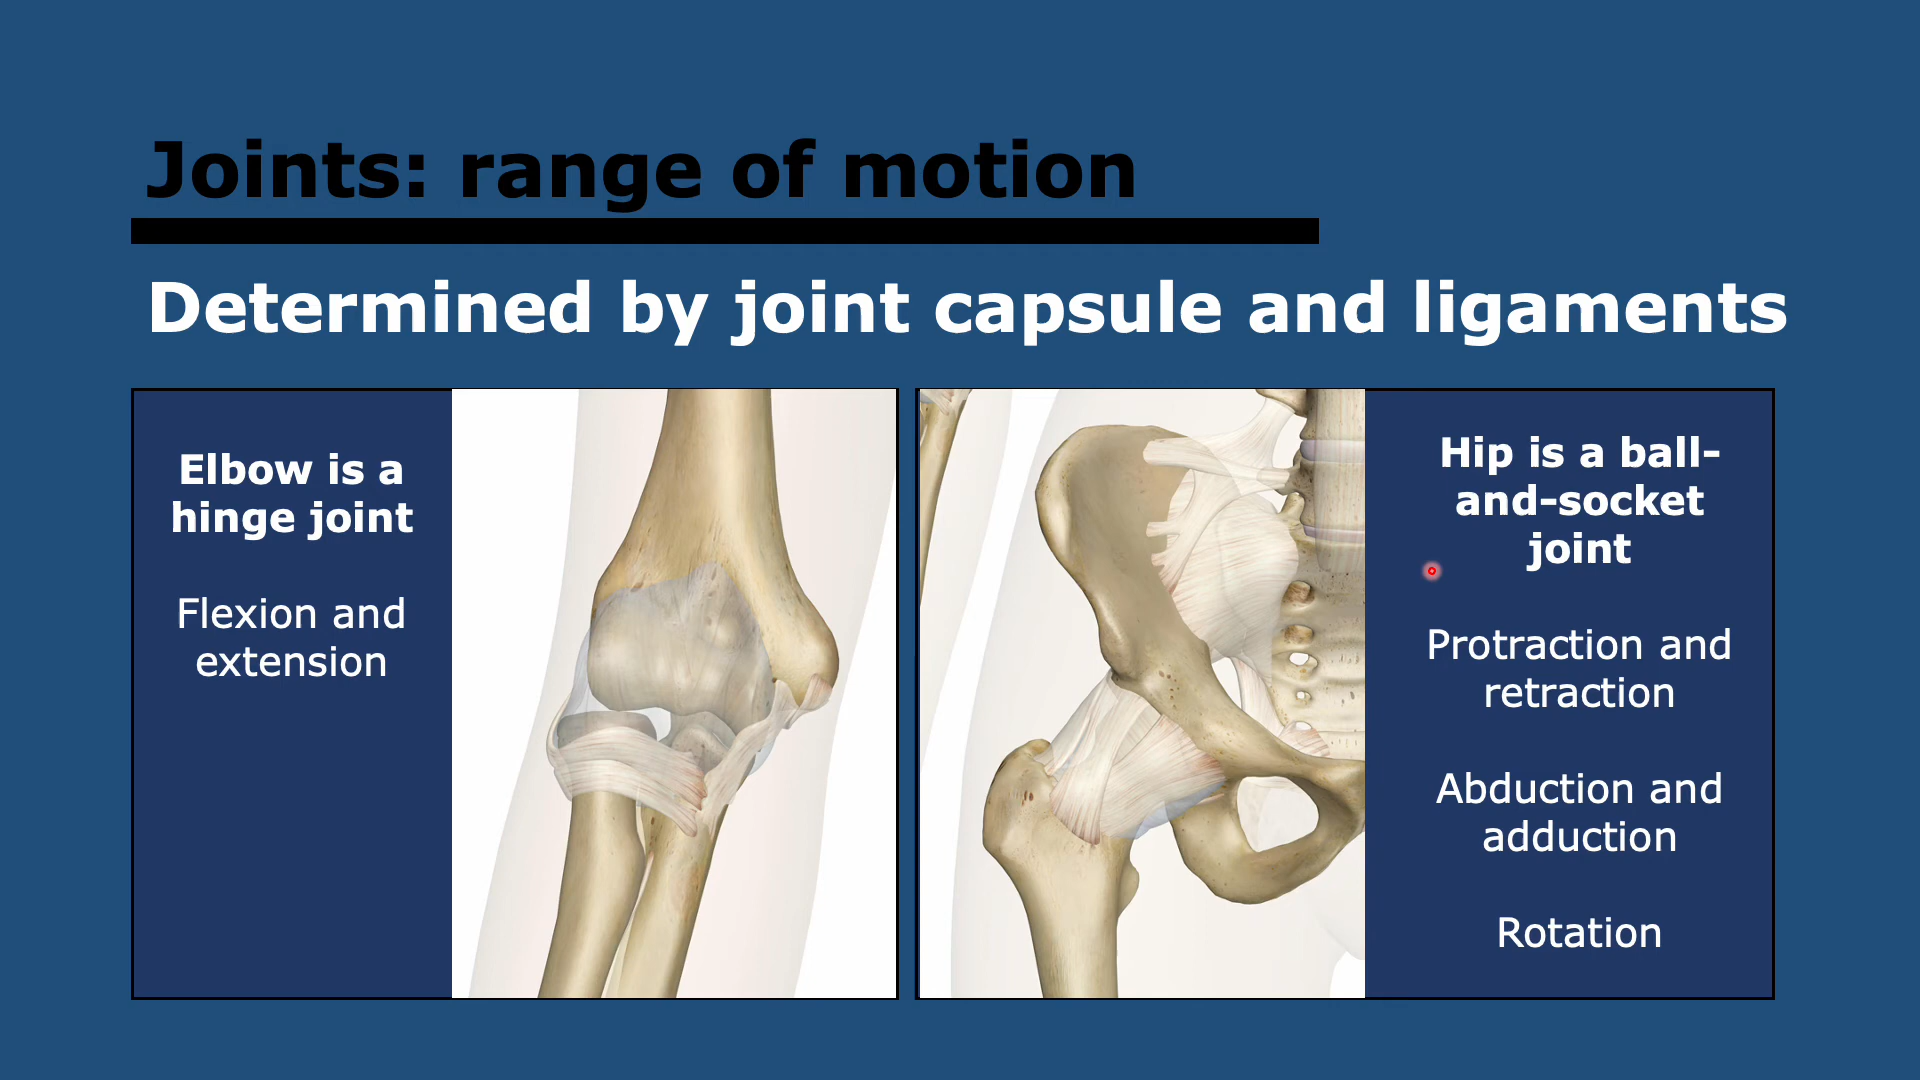 Joints: range of motion
Determined by joint capsule and ligaments
Elbow is a
hinge joint
Flexion and
extension
Hip is a ball-
and-socket
joint
Protraction and
retraction
Abduction and
adduction
Rotation